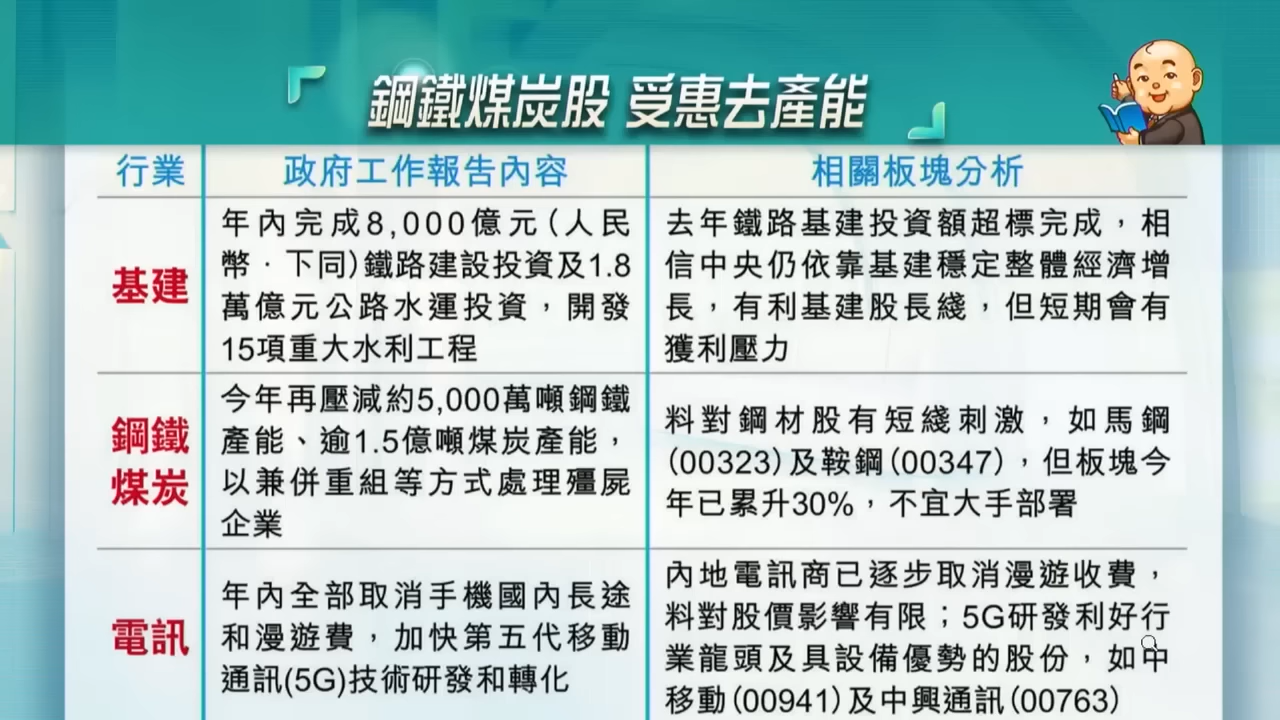 鋼鐵煤炭股 受惠去產能
行業
政府工作報告內容
相關板塊分析
基建
年內完成8,000億元(人民
幣．下同)鐵路建設投資及1.8
萬億元公路水運投資，開發
15項重大水利工程
去年鐵路基建投資額超標完成，相
信中央仍依靠基建穩定整體經濟增
長，有利基建股長綫，但短期會有
獲利壓力
鋼鐵
煤炭
今年再壓減約5,000萬噸鋼鐵
產能、逾1.5億噸煤炭產能，
以兼併重組等方式處理殭屍
企業
料對鋼材股有短綫刺激，如馬鋼
(00323)及鞍鋼(00347)，但板塊今
年已累升30%，不宜大手部署
電訊
年內全部取消手機國內長途
和漫遊費，加快第五代移動
通訊(5G)技術研發和轉化
內地電訊商已逐步取消漫遊收費，
料對股價影響有限；5G研發利好行
業龍頭及具設備優勢的股份，如中
移動(00941)及中興通訊(00763)